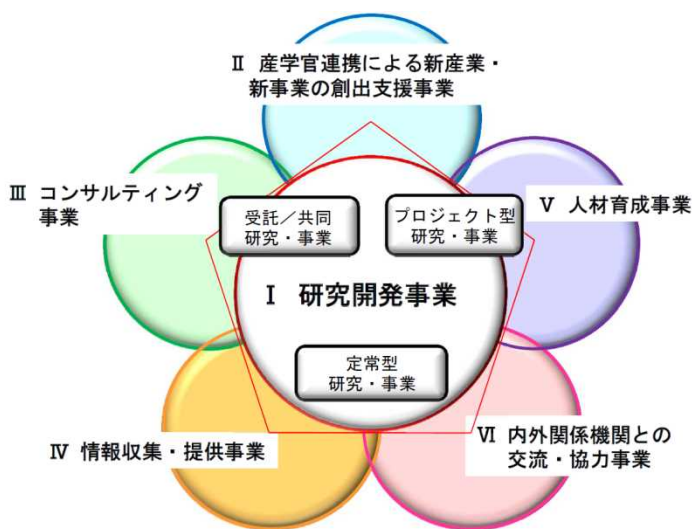 Ⅱ 産学官連携による新産業・
新事業の創出支援事業
Ⅲ コンサルティング
事業
受託／共同
研究・事業
プロジェクト型
研究・事業
Ⅴ 人材育成事業
Ⅰ 研究開発事業
定常型
研究・事業
Ⅳ 情報収集・提供事業
Ⅵ 内外関係機関との
交流・協力事業